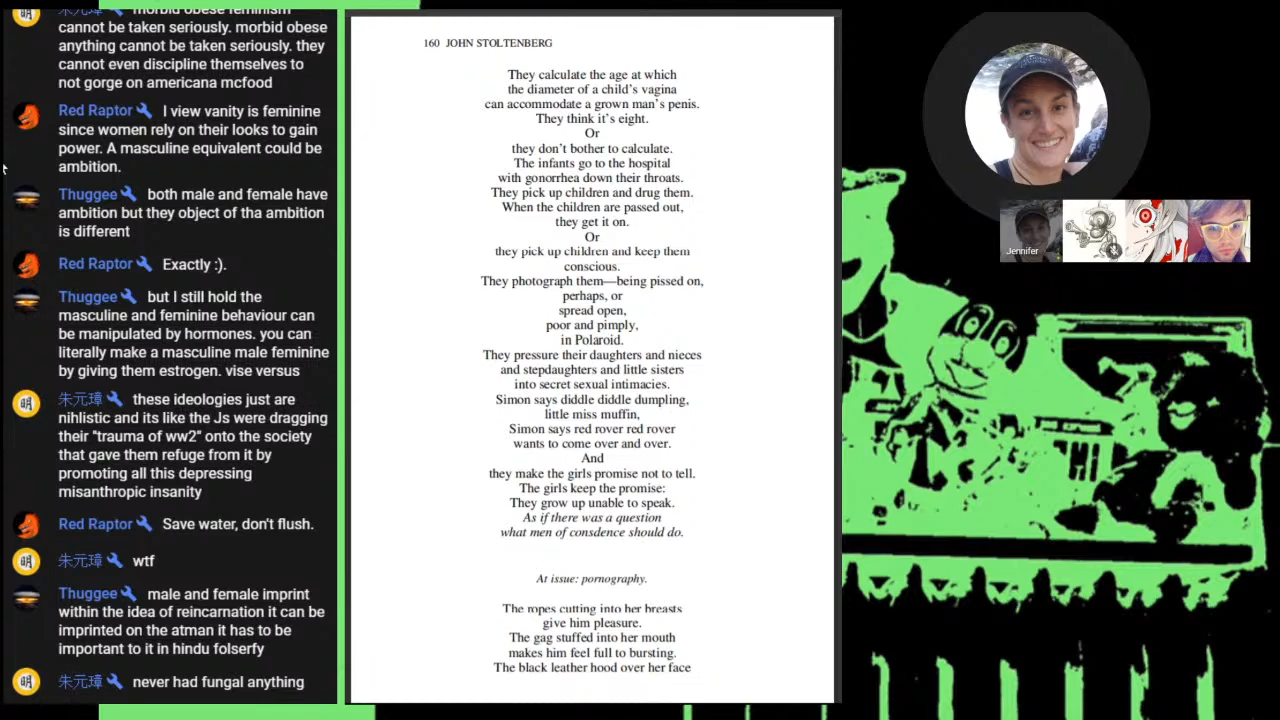 朱元璋 morbid obese feminism
cannot be taken seriously. morbid obese
anything cannot be taken seriously. they
cannot even discipline themselves to
not gorge on americana mcfood
Red Raptor I view vanity is feminine
since women rely on their looks to gain
power. A masculine equivalent could be
ambition.
Thuggee both male and female have
ambition but they object of tha ambition
is different
Red Raptor Exactly :).
Thuggee but I still hold the
masculine and feminine behaviour can
be manipulated by hormones. you can
literally make a masculine male feminine
by giving them estrogen. vise versus
朱元璋 these ideologies just are
nihlistic and its like the Js were dragging
their "trauma of ww2" onto the society
that gave them refuge from it by
promoting all this depressing
misanthropic insanity
Red Raptor Save water, don't flush.
朱元璋 wtf
Thuggee male and female imprint
within the idea of reincarnation it can be
imprinted on the atman it has to be
important to it in hindu folserfy
朱元璋 never had fungal anything
160 JOHN STOLTENBERG
They calculate the age at which
the diameter of a child’s vagina
can accommodate a grown man’s penis.
They think it’s eight.
Or
they don’t bother to calculate.
The infants go to the hospital
with gonorrhea down their throats.
They pick up children and drug them.
When the children are passed out,
they get it on.
Or
they pick up children and keep them
conscious.
They photograph them—being pissed on,
perhaps, or
spread open,
poor and pimply,
in Polaroid.
They pressure their daughters and nieces
and stepdaughters and little sisters
into secret sexual intimacies.
Simon says diddle diddle dumpling,
little miss muffin,
Simon says red rover red rover
wants to come over and over.
And
they make the girls promise not to tell.
The girls keep the promise:
They grow up unable to speak.
As if there was a question
what men of consdence should do.
At issue: pornography.
The ropes cutting into her breasts
give him pleasure.
The gag stuffed into her mouth
makes him feel full to bursting.
The black leather hood over her face
Jennifer